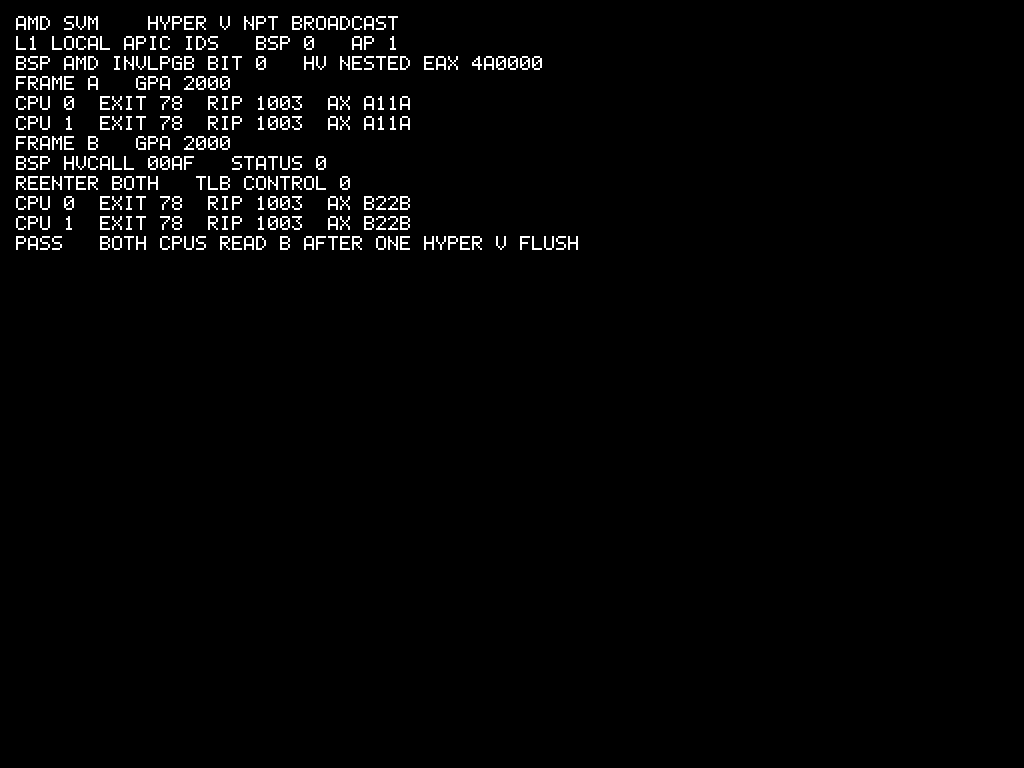 AMD SVM    HYPER V NPT BROADCAST
L1 LOCAL APIC IDS   BSP 0   AP 1
BSP AMD INVLPGB BIT 0   HV NESTED EAX 4A0000
FRAME A   GPA 2000
CPU 0  EXIT 78  RIP 1003  AX A11A
CPU 1  EXIT 78  RIP 1003  AX A11A
FRAME B   GPA 2000
BSP HVCALL 00AF   STATUS 0
REENTER BOTH   TLB CONTROL 0
CPU 0  EXIT 78  RIP 1003  AX B22B
CPU 1  EXIT 78  RIP 1003  AX B22B
PASS   BOTH CPUS READ B AFTER ONE HYPER V FLUSH